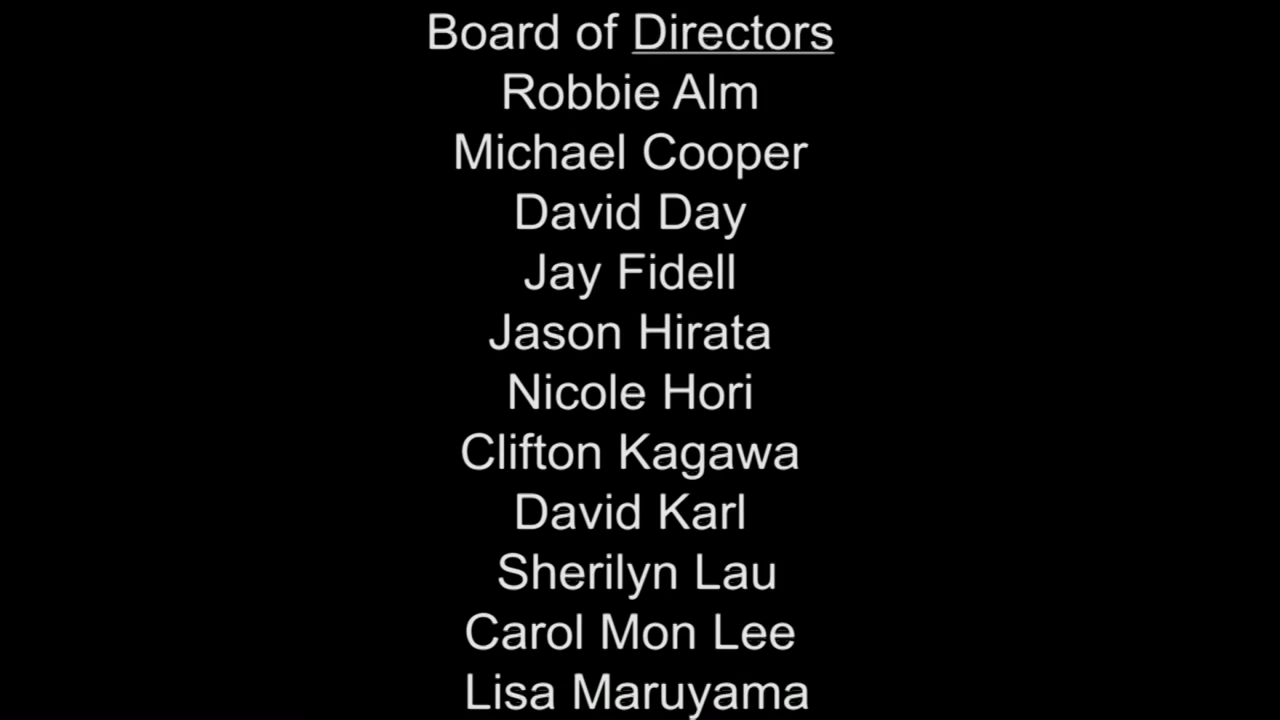 Board of Directors
Robbie Alm
Michael Cooper
David Day
Jay Fidell
Jason Hirata
Nicole Hori
Clifton Kagawa
David Karl
Sherilyn Lau
Carol Mon Lee
Lisa Maruyama